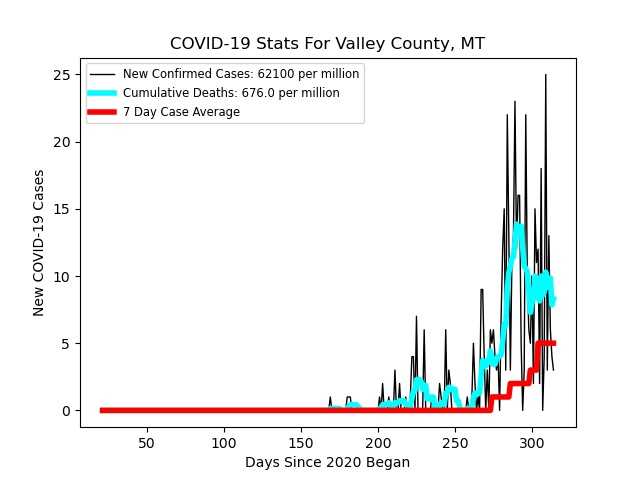 COVID-19 Stats For Valley County, MT
New Confirmed Cases: 62100 per million
Cumulative Deaths: 676.0 per million
7 Day Case Average
New COVID-19 Cases
25
20
15
10
5
0
50 100 150 200 250 300
Days Since 2020 Began